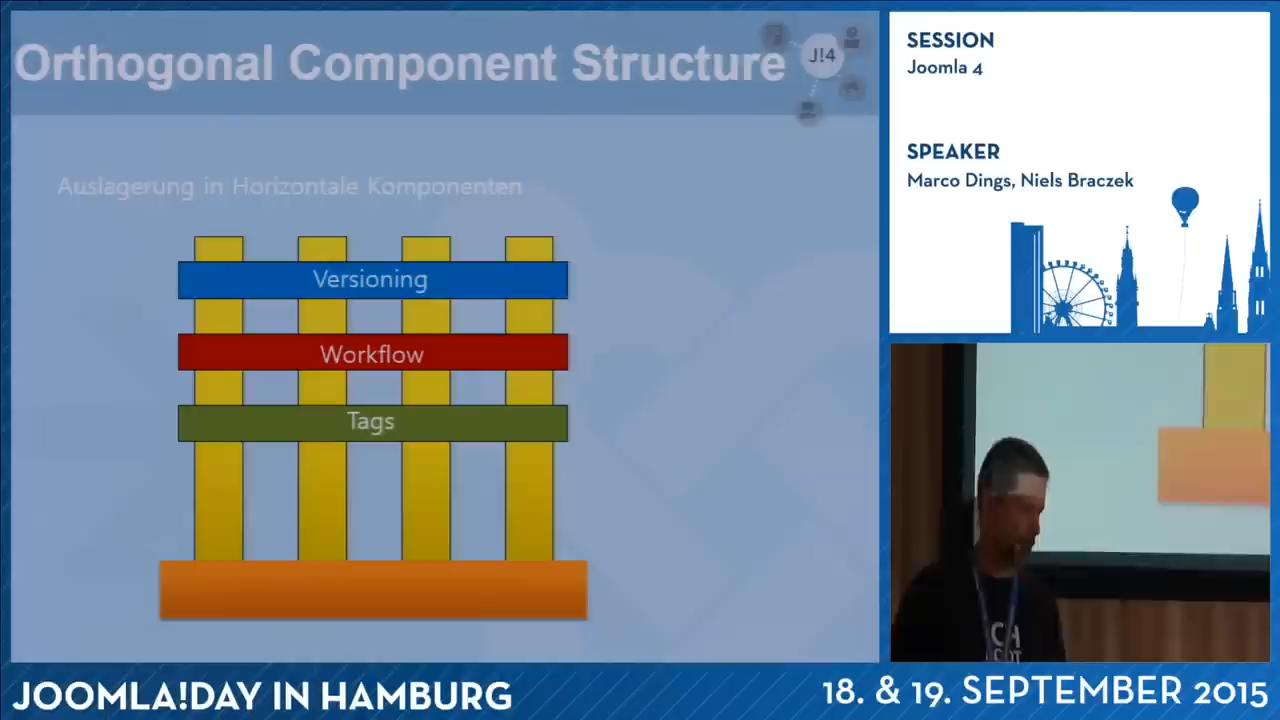 Orthogonal Component Structure
J!4
Auslagerung in Horizontale Komponenten
Versioning
Workflow
Tags
SESSION
Joomla 4
SPEAKER
Marco Dings, Niels Braczek
JOOMLA!DAY IN HAMBURG
18. & 19. SEPTEMBER 2015